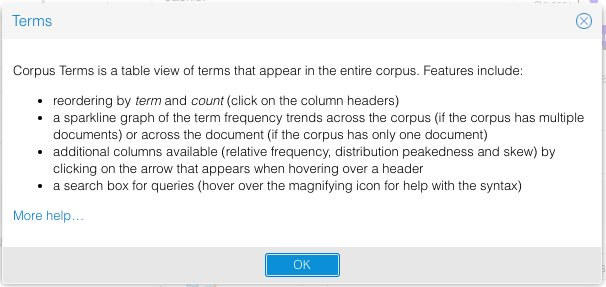 Terms
Corpus Terms is a table view of terms that appear in the entire corpus. Features include:
• reordering by term and count (click on the column headers)
• a sparkline graph of the term frequency trends across the corpus (if the corpus has multiple
documents) or across the document (if the corpus has only one document)
• additional columns available (relative frequency, distribution peakedness and skew) by
clicking on the arrow that appears when hovering over a header
• a search box for queries (hover over the magnifying icon for help with the syntax)
More help…
OK